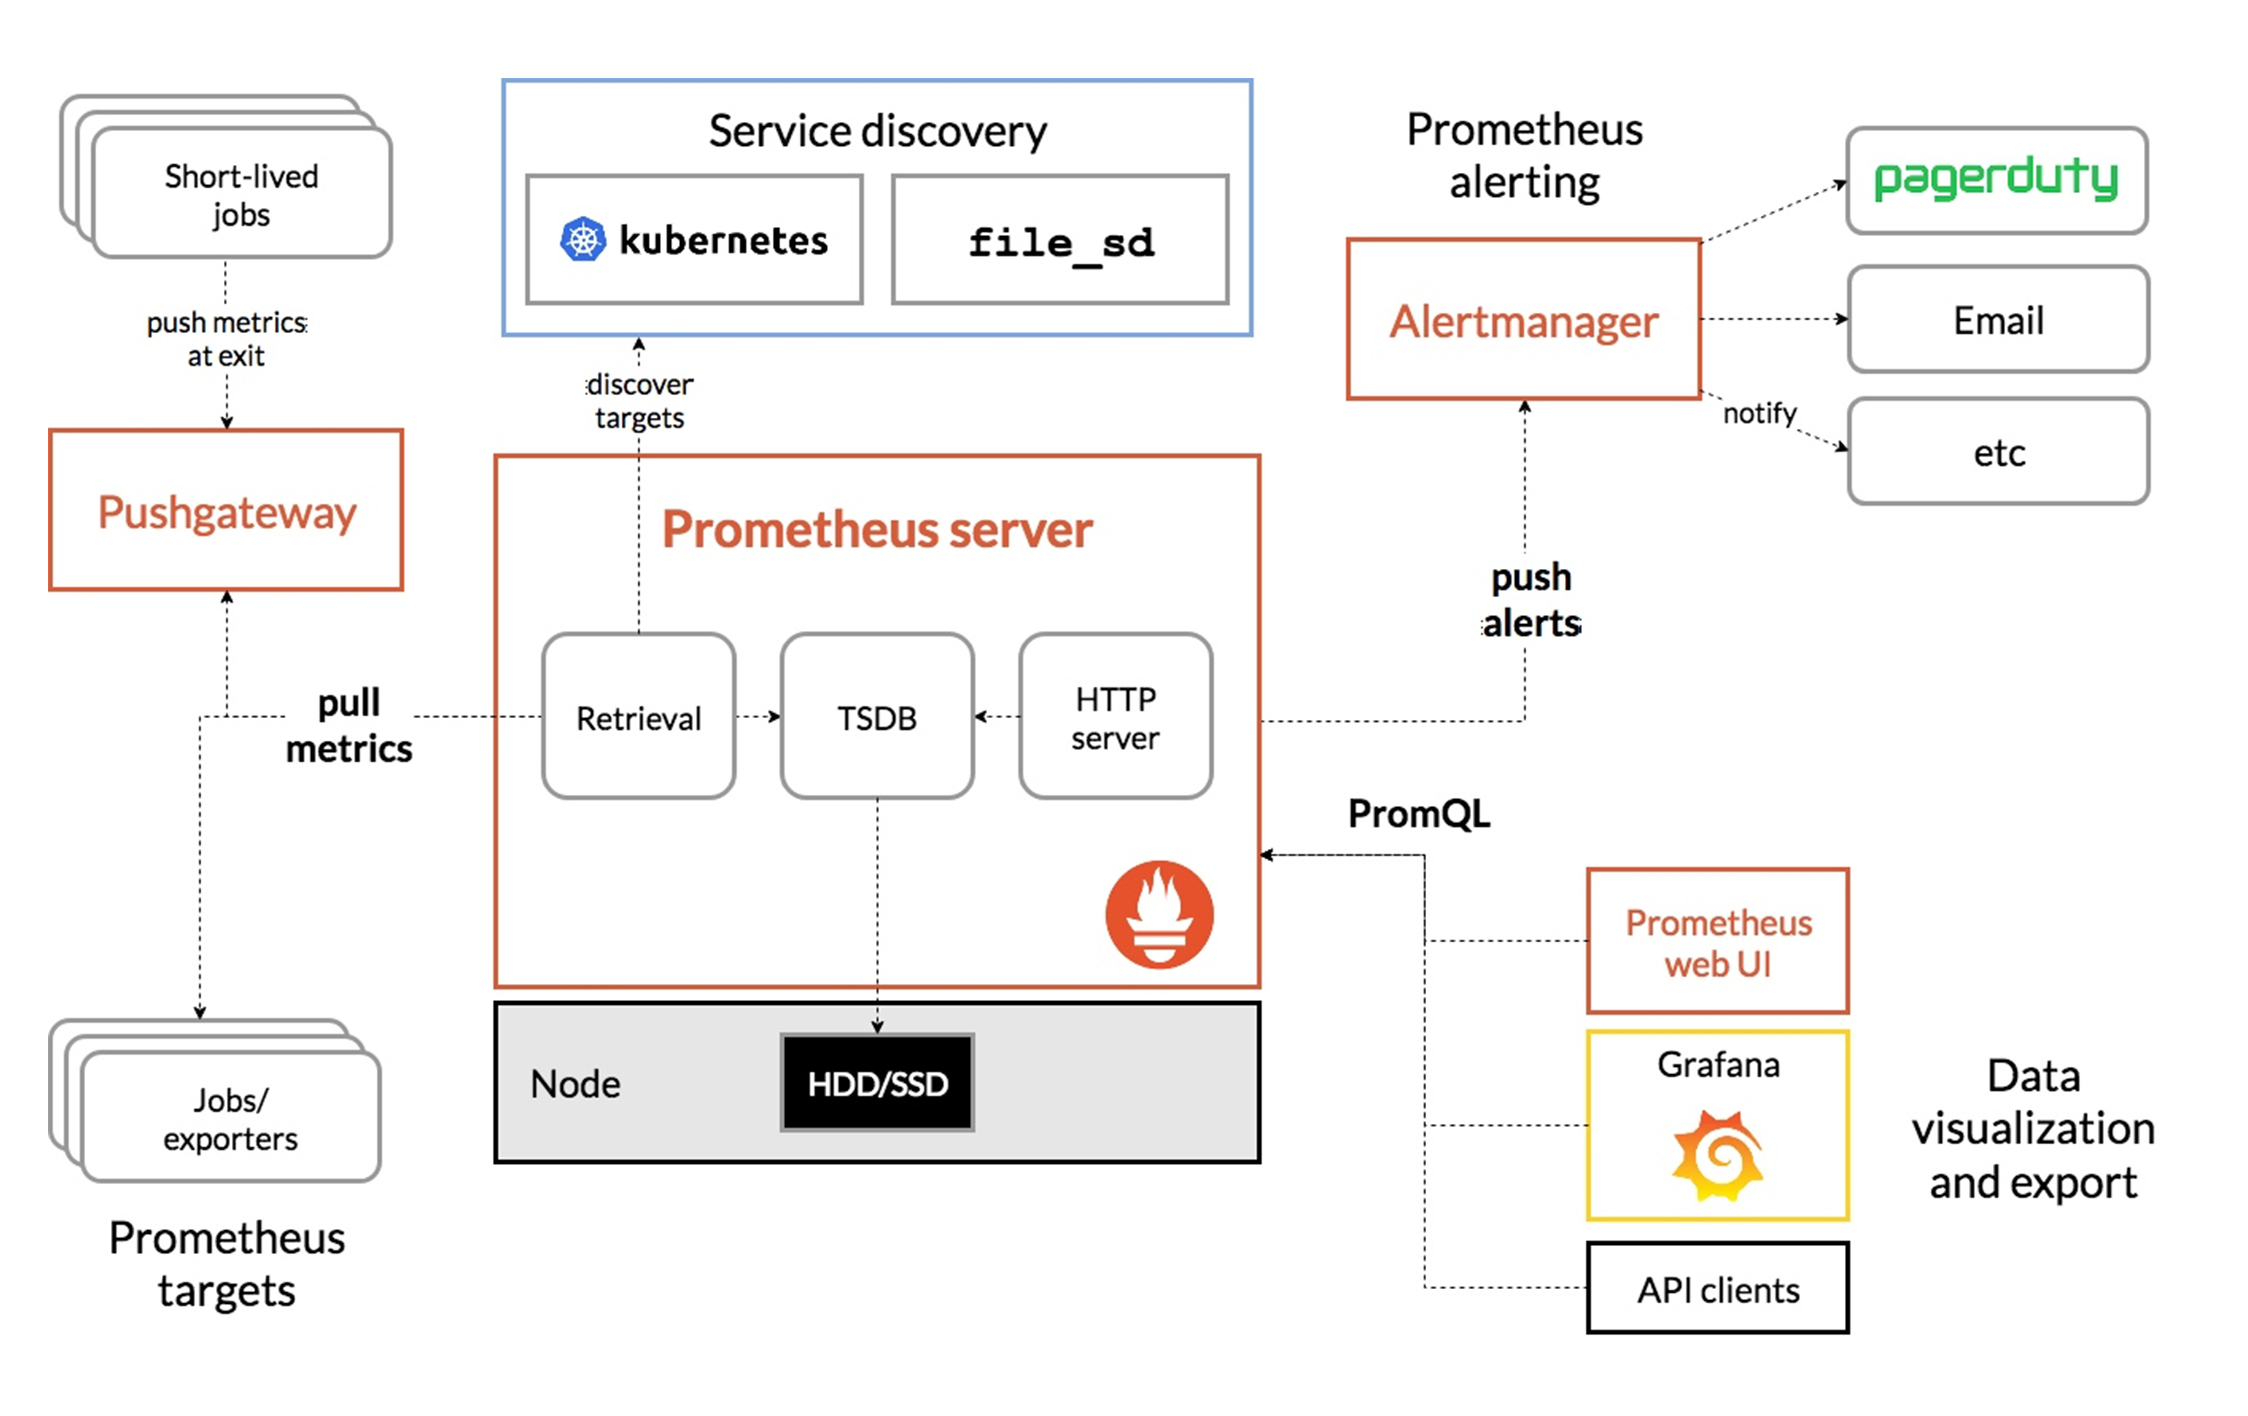 Short-lived
jobs
push metrics
at exit
Pushgateway
pull
metrics
Jobs/
exporters
Prometheus
targets
Service discovery
kubernetes
file_sd
discover
targets
Prometheus server
Retrieval
TSDB
HTTP
server
Node
HDD/SSD
Prometheus
alerting
Alertmanager
pagerduty
Email
notify
etc
push
alerts
PromQL
Prometheus
web UI
Grafana
API clients
Data
visualization
and export